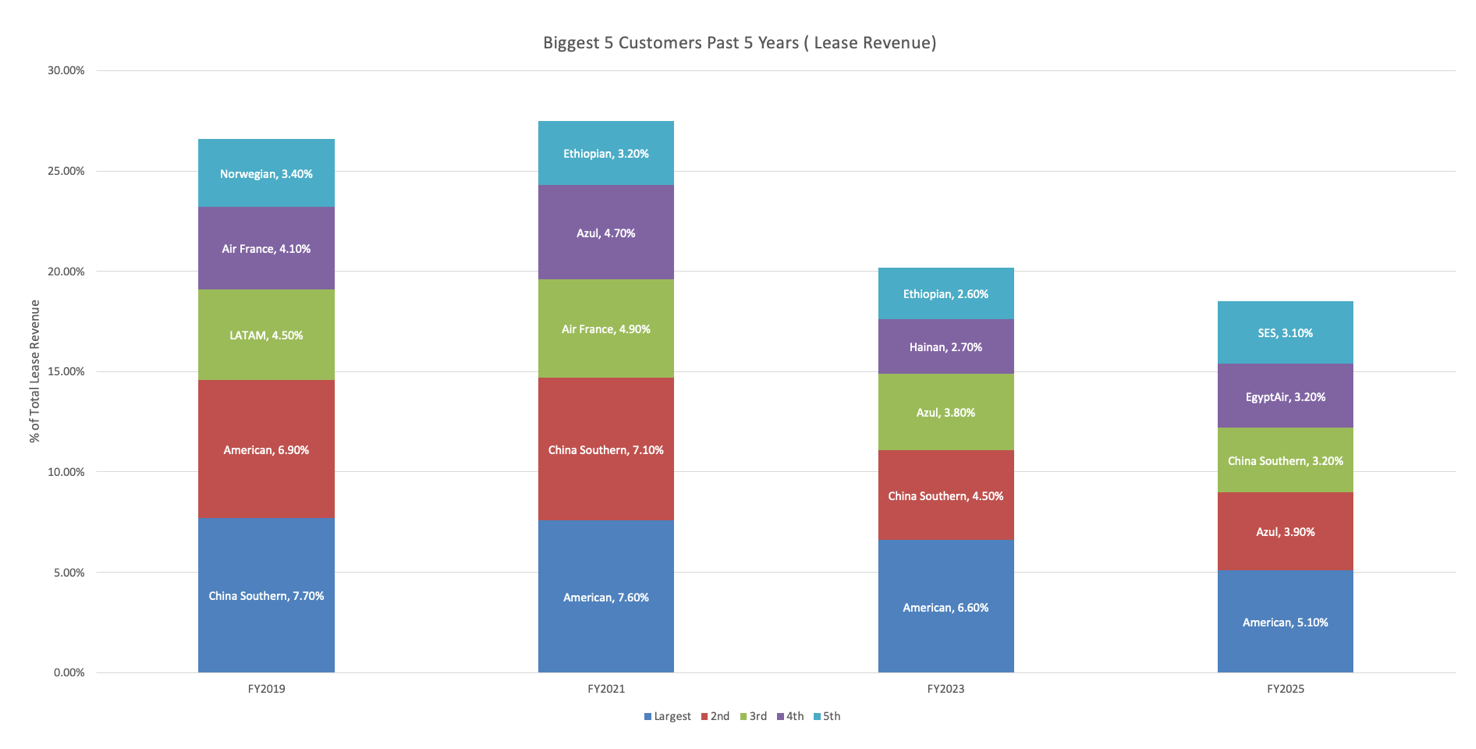 Biggest 5 Customers Past 5 Years ( Lease Revenue)
% of Total Lease Revenue
30.00%
25.00%
20.00%
15.00%
10.00%
5.00%
0.00%
Norwegian, 3.40%
Air France, 4.10%
LATAM, 4.50%
American, 6.90%
China Southern, 7.70%
Ethiopian, 3.20%
Azul, 4.70%
Air France, 4.90%
China Southern, 7.10%
American, 7.60%
Ethiopian, 2.60%
Hainan, 2.70%
Azul, 3.80%
China Southern, 4.50%
American, 6.60%
SES, 3.10%
EgyptAir, 3.20%
China Southern, 3.20%
Azul, 3.90%
American, 5.10%
FY2019
FY2021
FY2023
FY2025
Largest 2nd 3rd 4th 5th